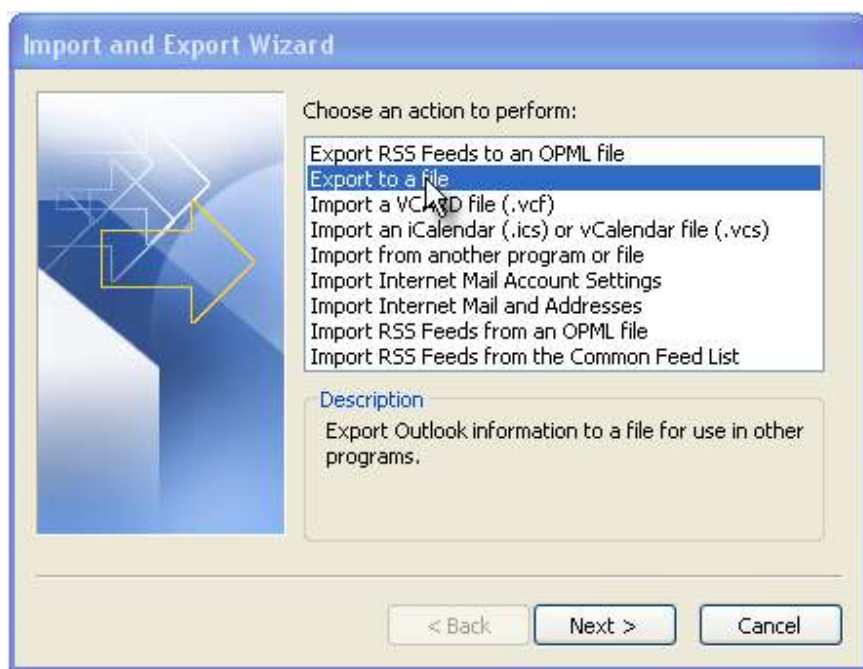 Import and Export Wizard
Choose an action to perform:
Export RSS Feeds to an OPML file
Export to a file
Import a VCARD file (.vcf)
Import an iCalendar (.ics) or vCalendar file (.vcs)
Import from another program or file
Import Internet Mail Account Settings
Import Internet Mail and Addresses
Import RSS Feeds from an OPML file
Import RSS Feeds from the Common Feed List
Description
Export Outlook information to a file for use in other
programs.
< Back Next > Cancel